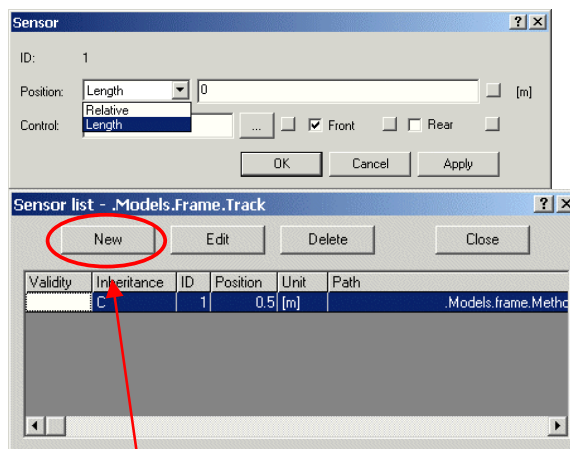 Sensor
ID: 1
Position: Length 0 [m]
Relative
Length
Control: ... Front Rear
OK Cancel Apply
Sensor list - .Models.Frame.Track
New Edit Delete Close
Validity Inheritance ID Position Unit Path
C 1 0.5 [m] .Models.frame.Metho